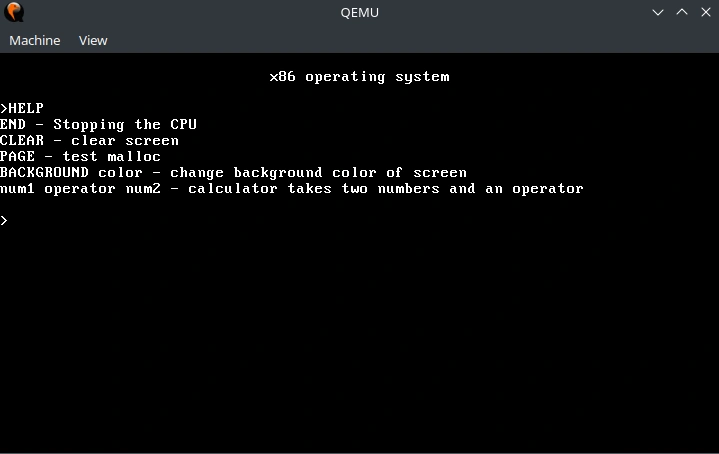 QEMU
Machine View
x86 operating system
>HELP
END - Stopping the CPU
CLEAR - clear screen
PAGE - test malloc
BACKGROUND color - change background color of screen
num1 operator num2 - calculator takes two numbers and an operator
>